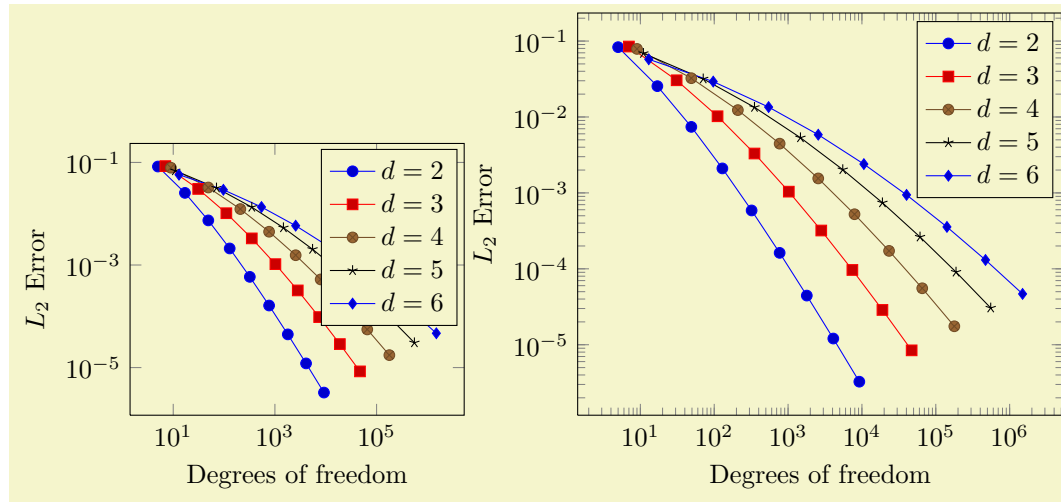 10^{-1}
10^{-3}
10^{-5}
L_2 Error
10^1 10^3 10^5
Degrees of freedom
d = 2
d = 3
d = 4
d = 5
d = 6
10^{-1}
10^{-2}
10^{-3}
10^{-4}
10^{-5}
L_2 Error
10^1 10^2 10^3 10^4 10^5 10^6
Degrees of freedom
d = 2
d = 3
d = 4
d = 5
d = 6